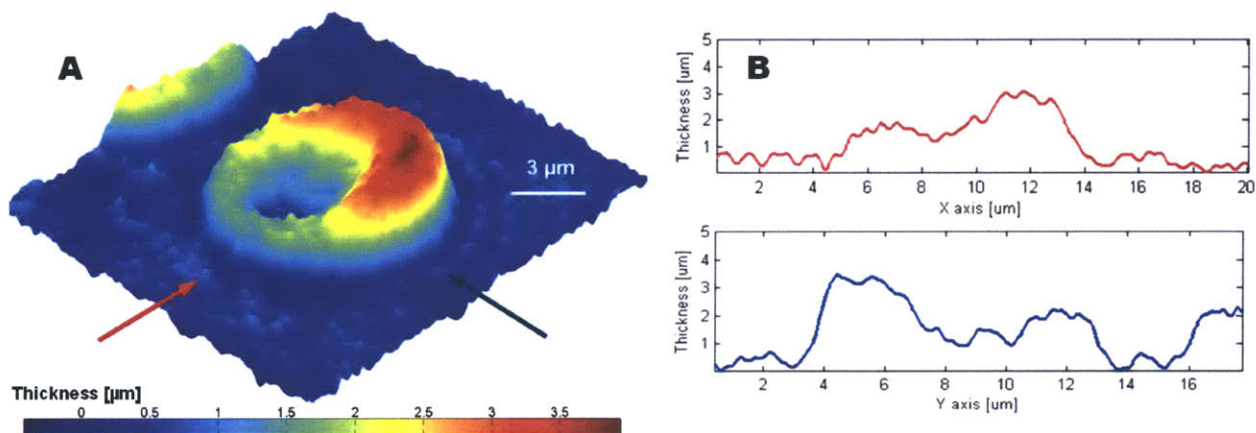 A
3 µm
Thickness [µm]
0 0.5 1 1.5 2 2.5 3 3.5
B
Thickness [um]
5
4
3
2
1
2 4 6 8 10 12 14 16 18 20
X axis [um]
Thickness [um]
5
4
3
2
1
2 4 6 8 10 12 14 16
Y axis [um]